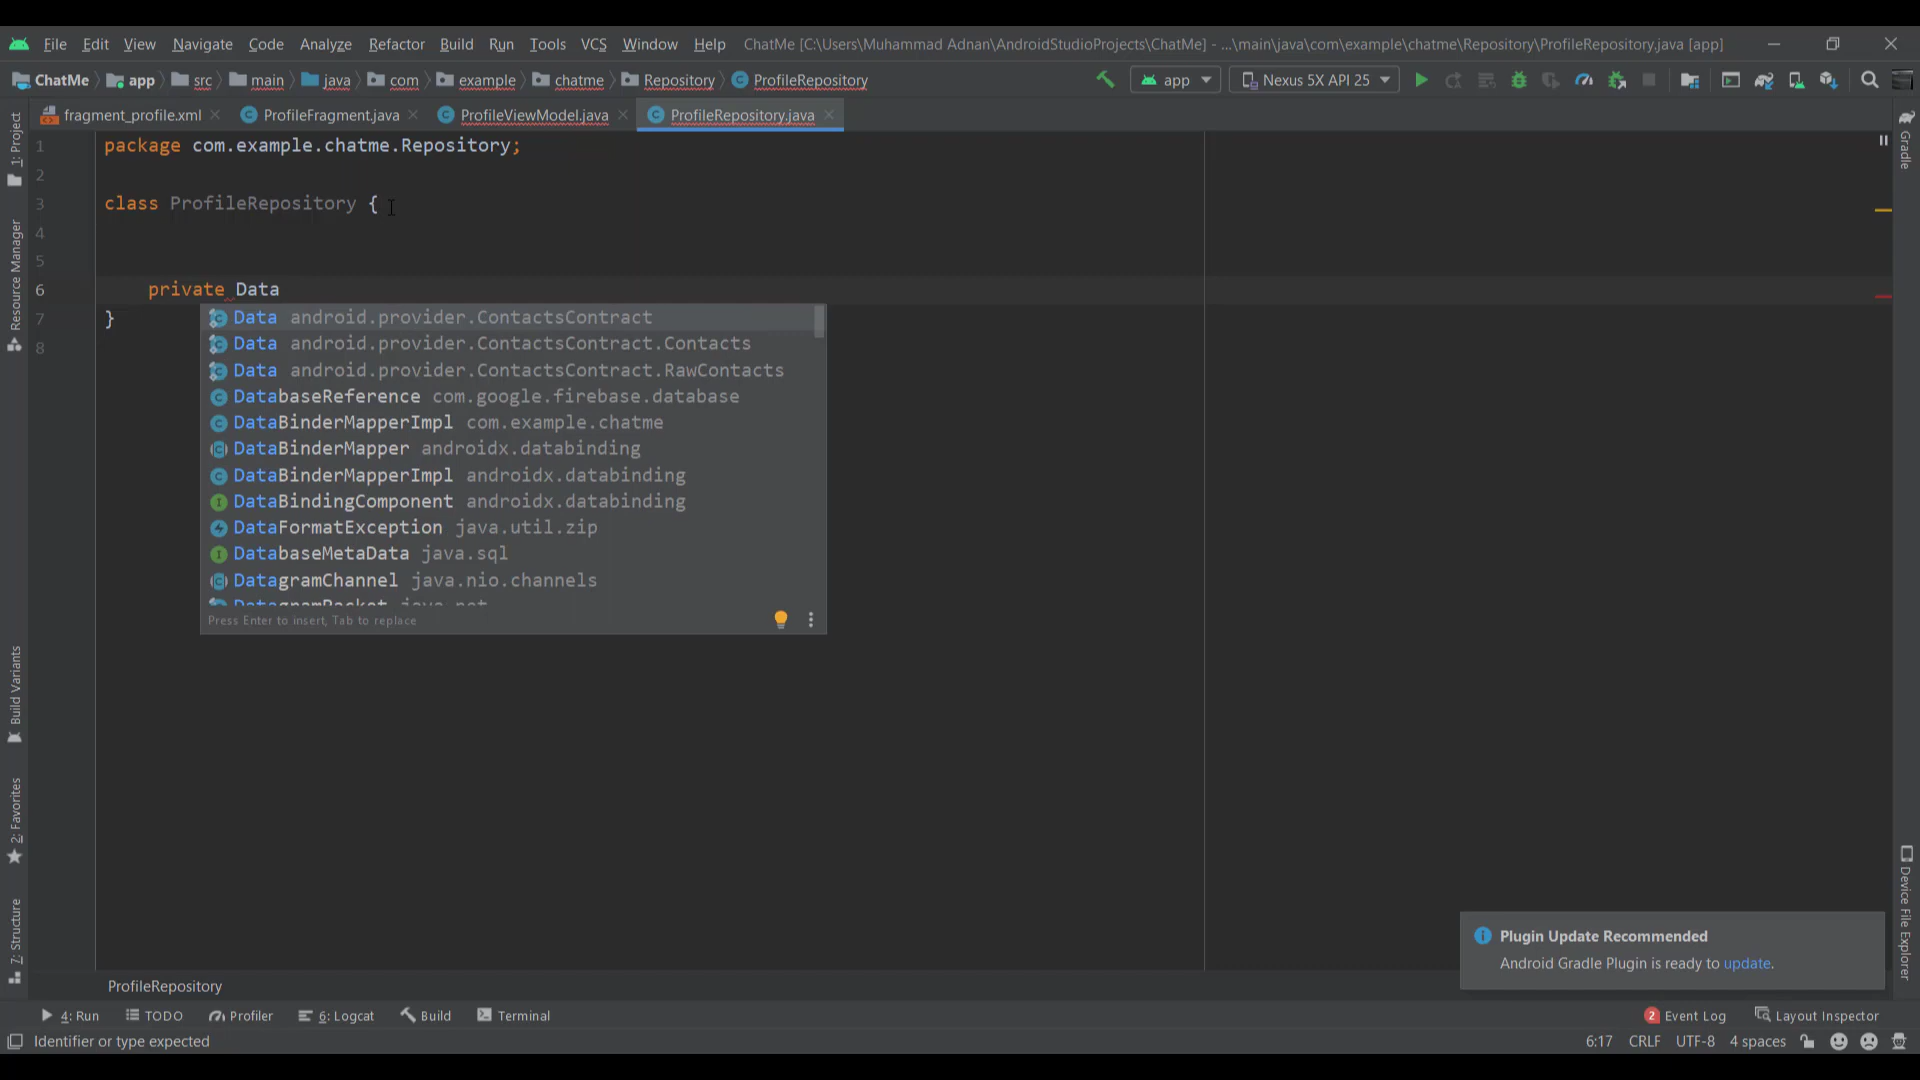 File Edit View Navigate Code Analyze Refactor Build Run Tools VCS Window Help ChatMe [C:\Users\Muhammad Adnan\AndroidStudioProjects\ChatMe] - ...\main\java\com\example\chatme\Repository\ProfileRepository.java [app]
ChatMe app src main java com example chatme Repository ProfileRepository app Nexus 5X API 25
fragment_profile.xml ProfileFragment.java ProfileViewModel.java ProfileRepository.java
1: Project
Resource Manager
Build Variants
2: Favorites
7: Structure
Gradle
Device File Explorer
1 package com.example.chatme.Repository;
2
3 class ProfileRepository {
4
5
6 private Data
7 }
8
Data android.provider.ContactsContract
Data android.provider.ContactsContract.Contacts
Data android.provider.ContactsContract.RawContacts
DatabaseReference com.google.firebase.database
DataBinderMapperImpl com.example.chatme
DataBinderMapper androidx.databinding
DataBinderMapperImpl androidx.databinding
DataBindingComponent androidx.databinding
DataFormatException java.util.zip
DatabaseMetaData java.sql
DatagramChannel java.nio.channels
DatagramPacket java.net
Press Enter to insert, Tab to replace
Plugin Update Recommended
Android Gradle Plugin is ready to update.
ProfileRepository
4: Run TODO Profiler 6: Logcat Build Terminal 2 Event Log Layout Inspector
Identifier or type expected 6:17 CRLF UTF-8 4 spaces